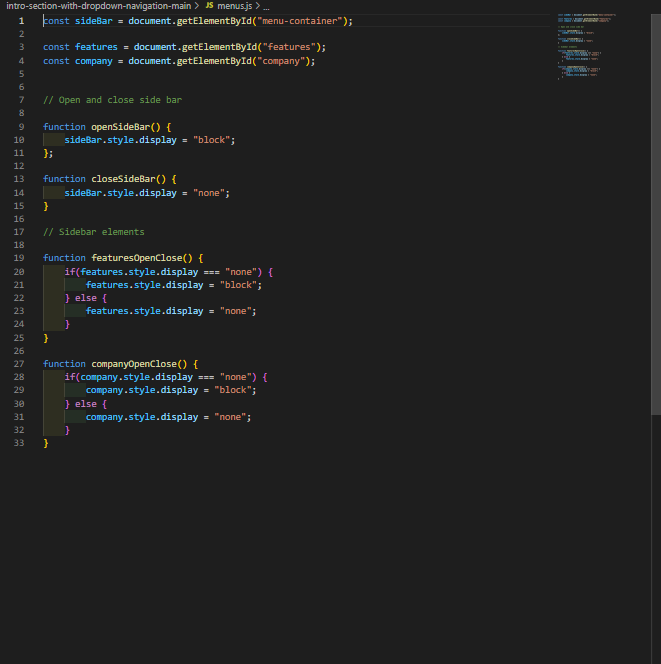 intro-section-with-dropdown-navigation-main > JS menus.js > ...
1 const sideBar = document.getElementById("menu-container");
2
3 const features = document.getElementById("features");
4 const company = document.getElementById("company");
5
6
7 // Open and close side bar
8
9 function openSideBar() {
10 sideBar.style.display = "block";
11 };
12
13 function closeSideBar() {
14 sideBar.style.display = "none";
15 }
16
17 // Sidebar elements
18
19 function featuresOpenClose() {
20 if(features.style.display === "none") {
21 features.style.display = "block";
22 } else {
23 features.style.display = "none";
24 }
25 }
26
27 function companyOpenClose() {
28 if(company.style.display === "none") {
29 company.style.display = "block";
30 } else {
31 company.style.display = "none";
32 }
33 }